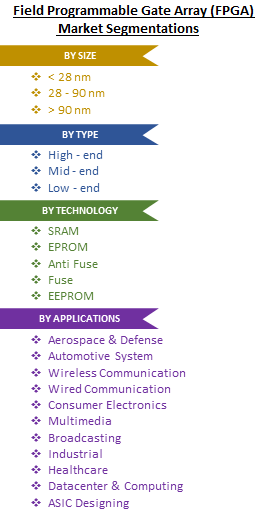 Field Programmable Gate Array (FPGA)
Market Segmentations
BY SIZE
< 28 nm
28 - 90 nm
> 90 nm
BY TYPE
High - end
Mid - end
Low - end
BY TECHNOLOGY
SRAM
EPROM
Anti Fuse
Fuse
EEPROM
BY APPLICATIONS
Aerospace & Defense
Automotive System
Wireless Communication
Wired Communication
Consumer Electronics
Multimedia
Broadcasting
Industrial
Healthcare
Datacenter & Computing
ASIC Designing